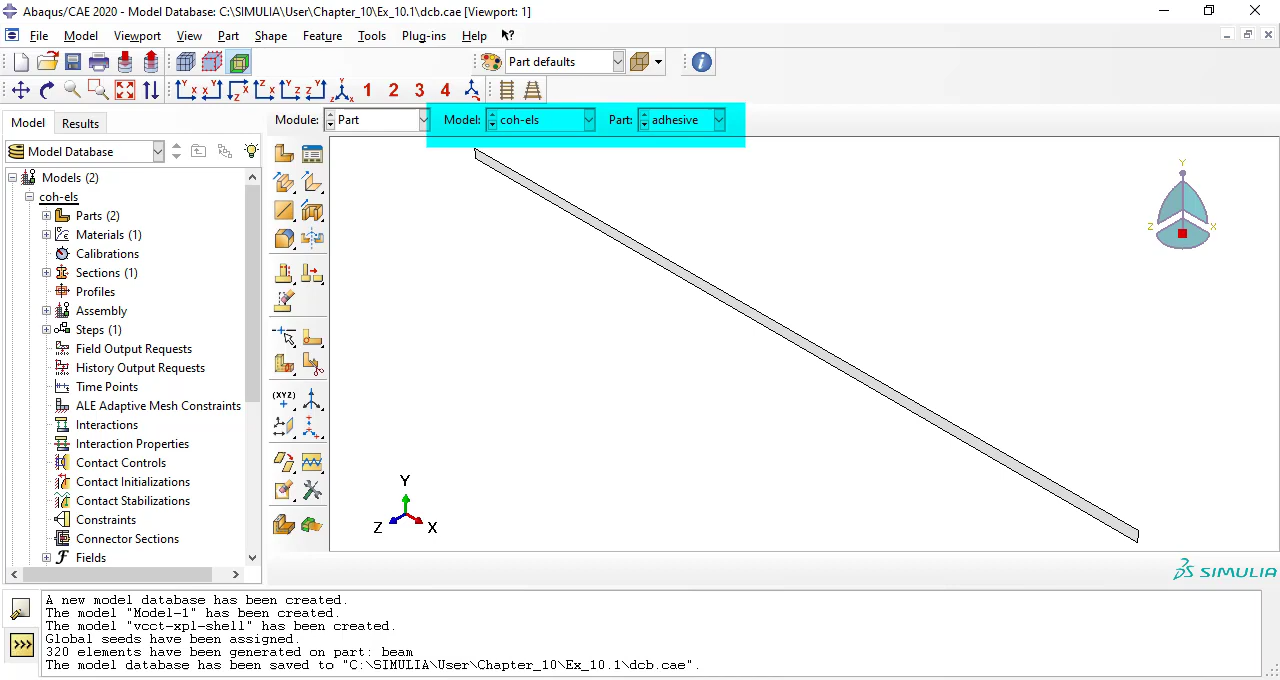 Abaqus/CAE 2020 - Model Database: C:\SIMULIA\User\Chapter_10\Ex_10.1\dcb.cae [Viewport: 1]
File Model Viewport View Part Shape Feature Tools Plug-ins Help
Part defaults
1 2 3 4
Model Results
Module: Part Model: coh-els Part: adhesive
Model Database
Models (2)
coh-els
Parts (2)
Materials (1)
Calibrations
Sections (1)
Profiles
Assembly
Steps (1)
Field Output Requests
History Output Requests
Time Points
ALE Adaptive Mesh Constraints
Interactions
Interaction Properties
Contact Controls
Contact Initializations
Contact Stabilizations
Constraints
Connector Sections
Fields
(XYZ)
Y
Z X
Y
Z X
SIMULIA
A new model database has been created.
The model "Model-1" has been created.
The model "vcct-xpl-shell" has been created.
Global seeds have been assigned.
320 elements have been generated on part: beam
The model database has been saved to "C:\SIMULIA\User\Chapter_10\Ex_10.1\dcb.cae".